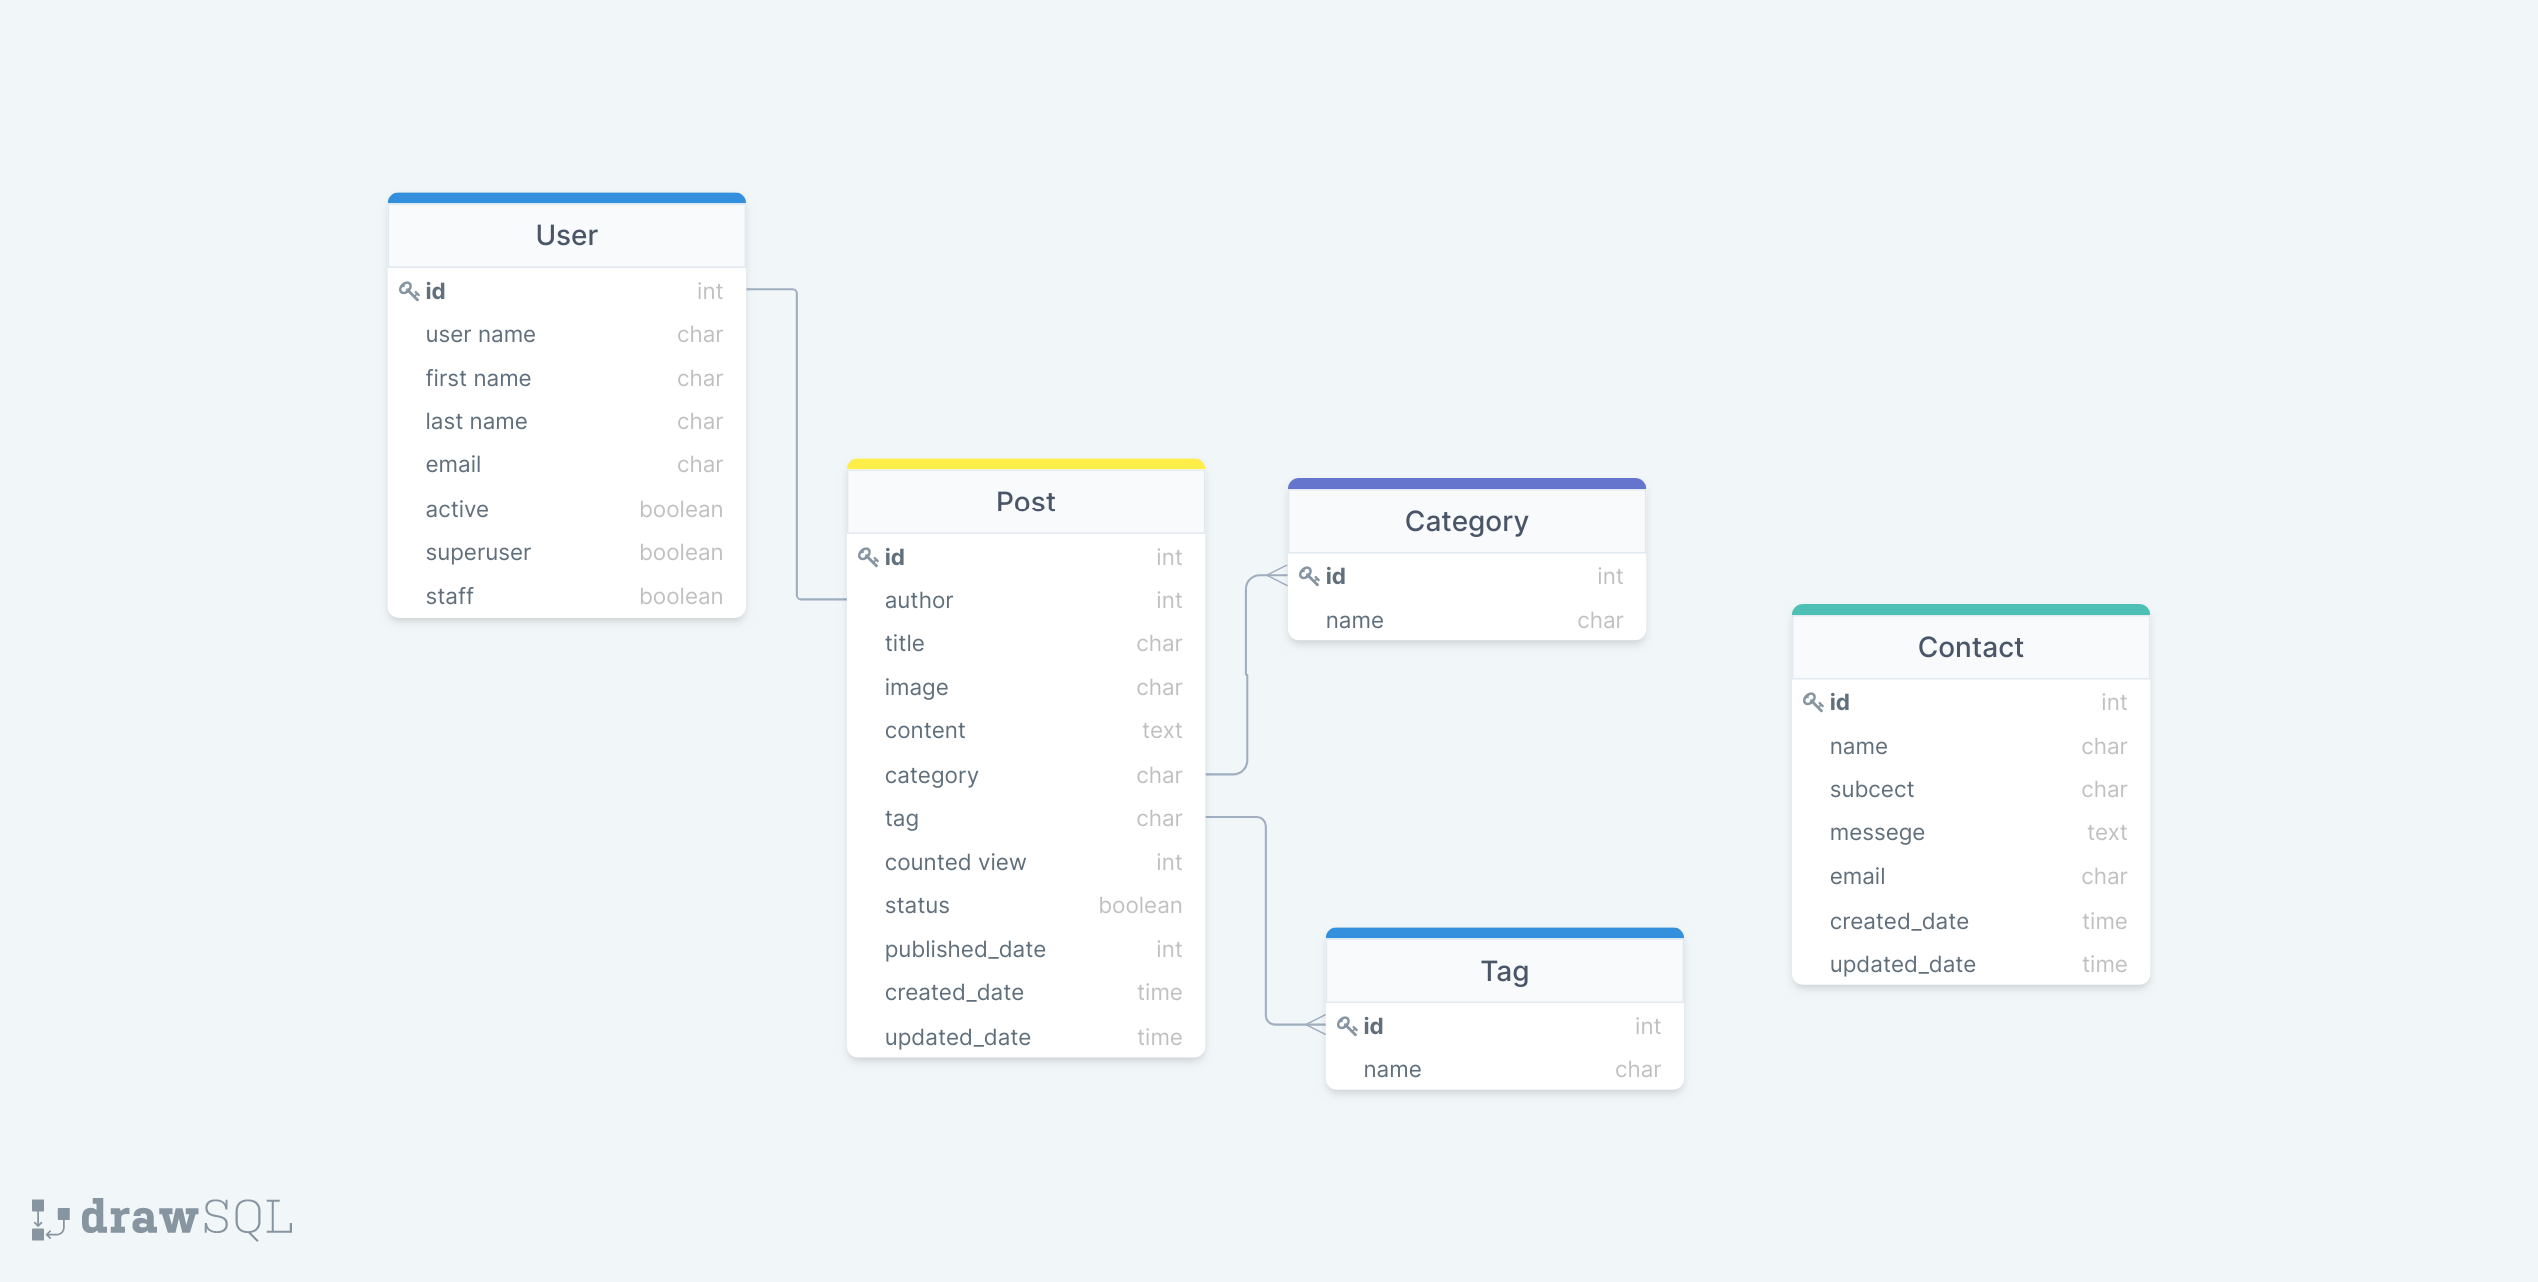 User
id int
user name char
first name char
last name char
email char
active boolean
superuser boolean
staff boolean
Post
id int
author int
title char
image char
content text
category char
tag char
counted view int
status boolean
published_date int
created_date time
updated_date time
Category
id int
name char
Tag
id int
name char
Contact
id int
name char
subcect char
messege text
email char
created_date time
updated_date time
drawSQL